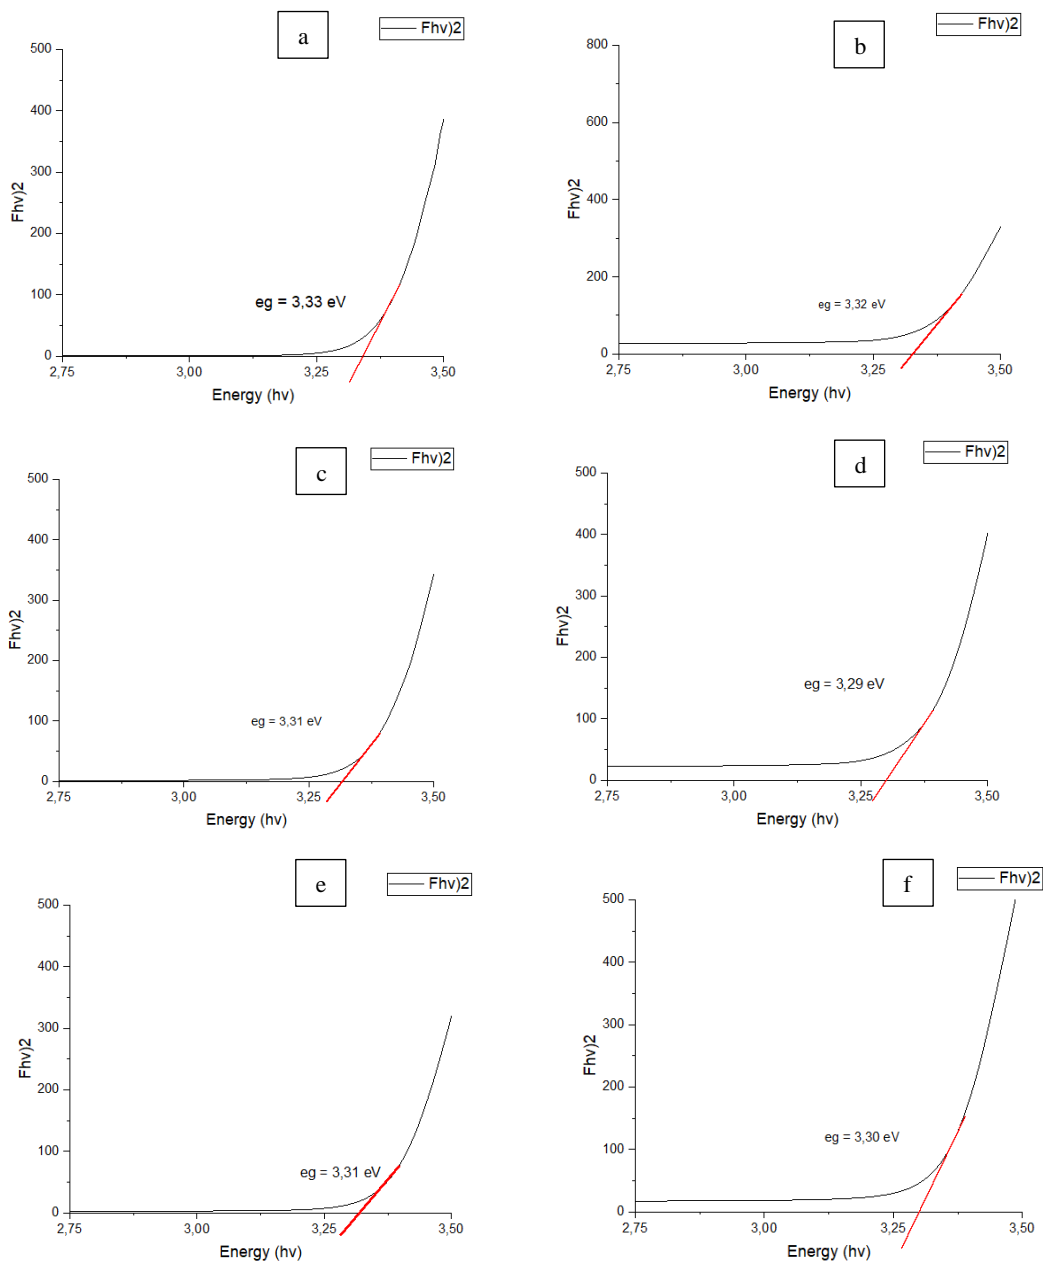 a
Fhv)2
500
400
300
200
100
0
Fhv)2
eg = 3,33 eV
2,75
3,00
3,25
3,50
Energy (hv)
b
Fhv)2
800
600
400
200
0
Fhv)2
eg = 3,32 eV
2,75
3,00
3,25
3,50
Energy (hv)
c
Fhv)2
500
400
300
200
100
0
Fhv)2
eg = 3,31 eV
2,75
3,00
3,25
3,50
Energy (hv)
d
Fhv)2
500
400
300
200
100
0
Fhv)2
eg = 3,29 eV
2,75
3,00
3,25
3,50
Energy (hv)
e
Fhv)2
500
400
300
200
100
0
Fhv)2
eg = 3,31 eV
2,75
3,00
3,25
3,50
Energy (hv)
f
Fhv)2
500
400
300
200
100
0
Fhv)2
eg = 3,30 eV
2,75
3,00
3,25
3,50
Energy (hv)